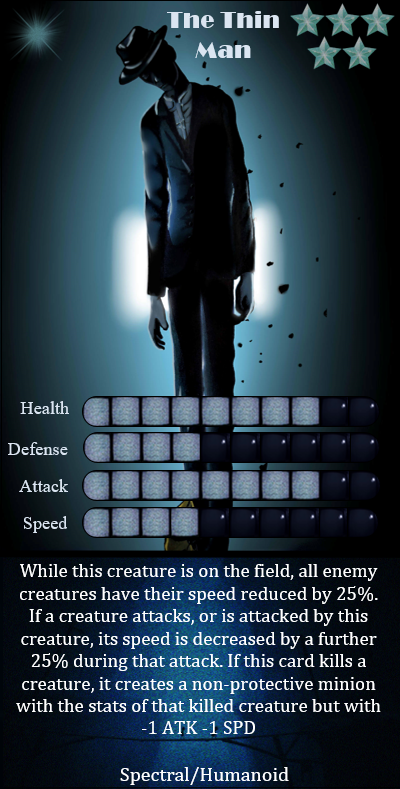 The Thin
Man
Health
Defense
Attack
Speed
While this creature is on the field, all enemy
creatures have their speed reduced by 25%.
If a creature attacks, or is attacked by this
creature, its speed is decreased by a further
25% during that attack. If this card kills a
creature, it creates a non-protective minion
with the stats of that killed creature but with
-1 ATK -1 SPD
Spectral/Humanoid